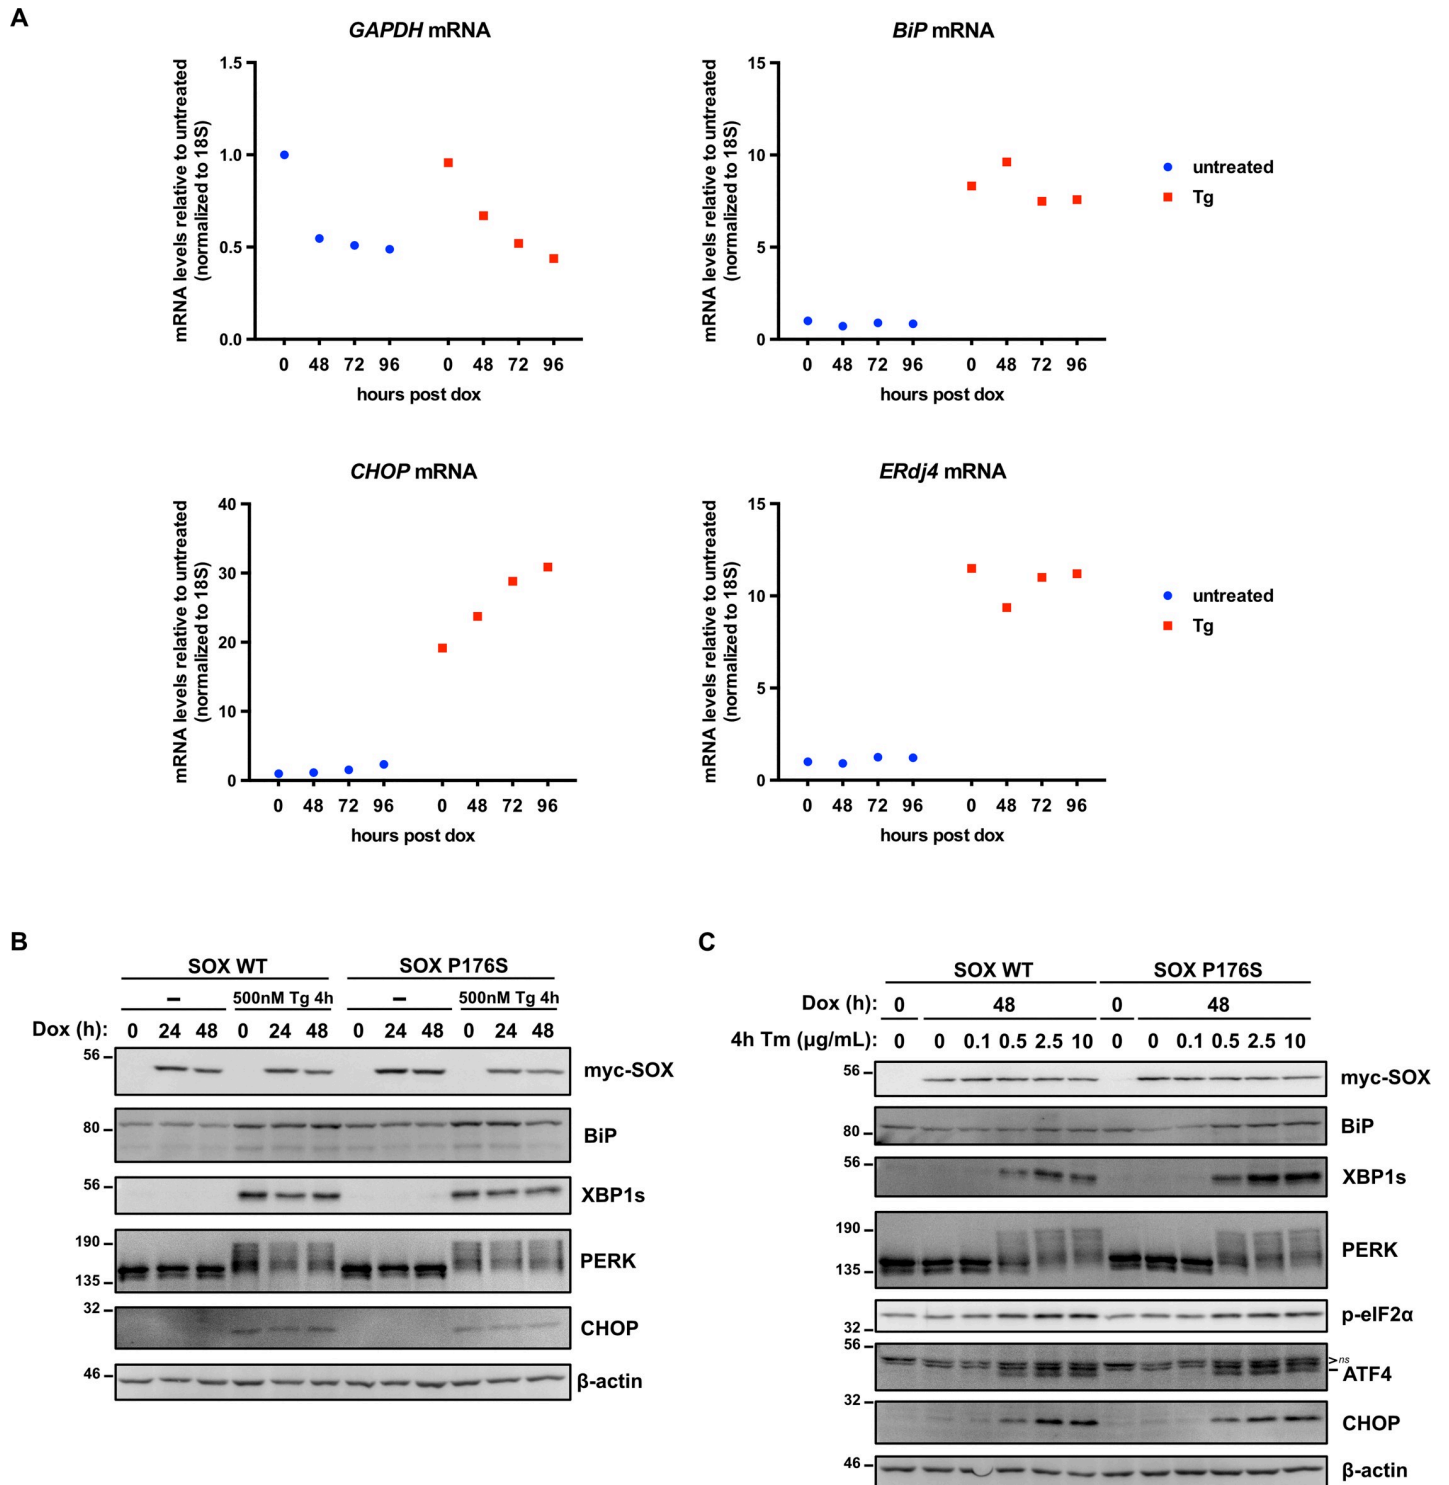 A
GAPDH mRNA
mRNA levels relative to untreated
(normalized to 18S)
1.5
1.0
0.5
0.0
0 48 72 96 0 48 72 96
hours post dox
BiP mRNA
mRNA levels relative to untreated
(normalized to 18S)
15
10
5
0
0 48 72 96 0 48 72 96
hours post dox
untreated
Tg
CHOP mRNA
mRNA levels relative to untreated
(normalized to 18S)
40
30
20
10
0
0 48 72 96 0 48 72 96
hours post dox
ERdj4 mRNA
mRNA levels relative to untreated
(normalized to 18S)
15
10
5
0
0 48 72 96 0 48 72 96
hours post dox
untreated
Tg
B
SOX WT SOX P176S
– 500nM Tg 4h – 500nM Tg 4h
Dox (h): 0 24 48 0 24 48 0 24 48 0 24 48
56 myc-SOX
80 BiP
56 XBP1s
190 PERK
135
32 CHOP
46 β-actin
C
SOX WT SOX P176S
Dox (h): 0 48 0 48
4h Tm (µg/mL): 0 0 0.1 0.5 2.5 10 0 0 0.1 0.5 2.5 10
56 myc-SOX
80 BiP
56 XBP1s
190 PERK
135
32 p-eIF2α
56 >ns
ATF4
32 CHOP
46 β-actin